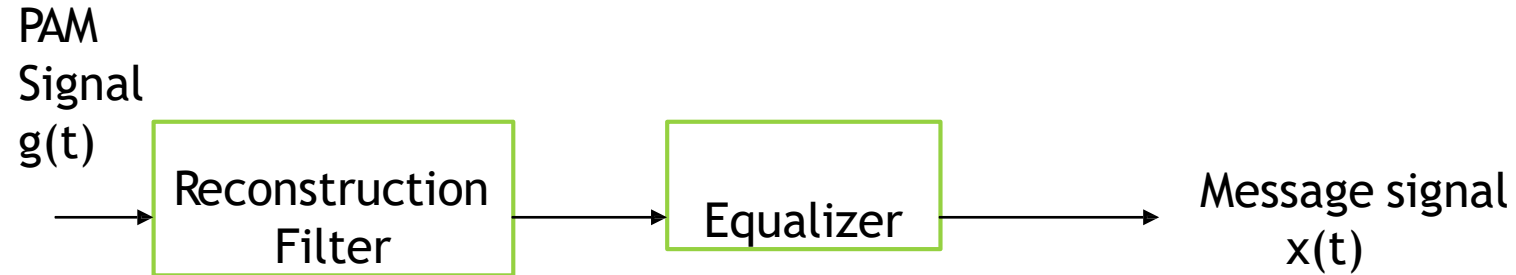 PAM
Signal
g(t)
Reconstruction
Filter
Equalizer
Message signal
x(t)